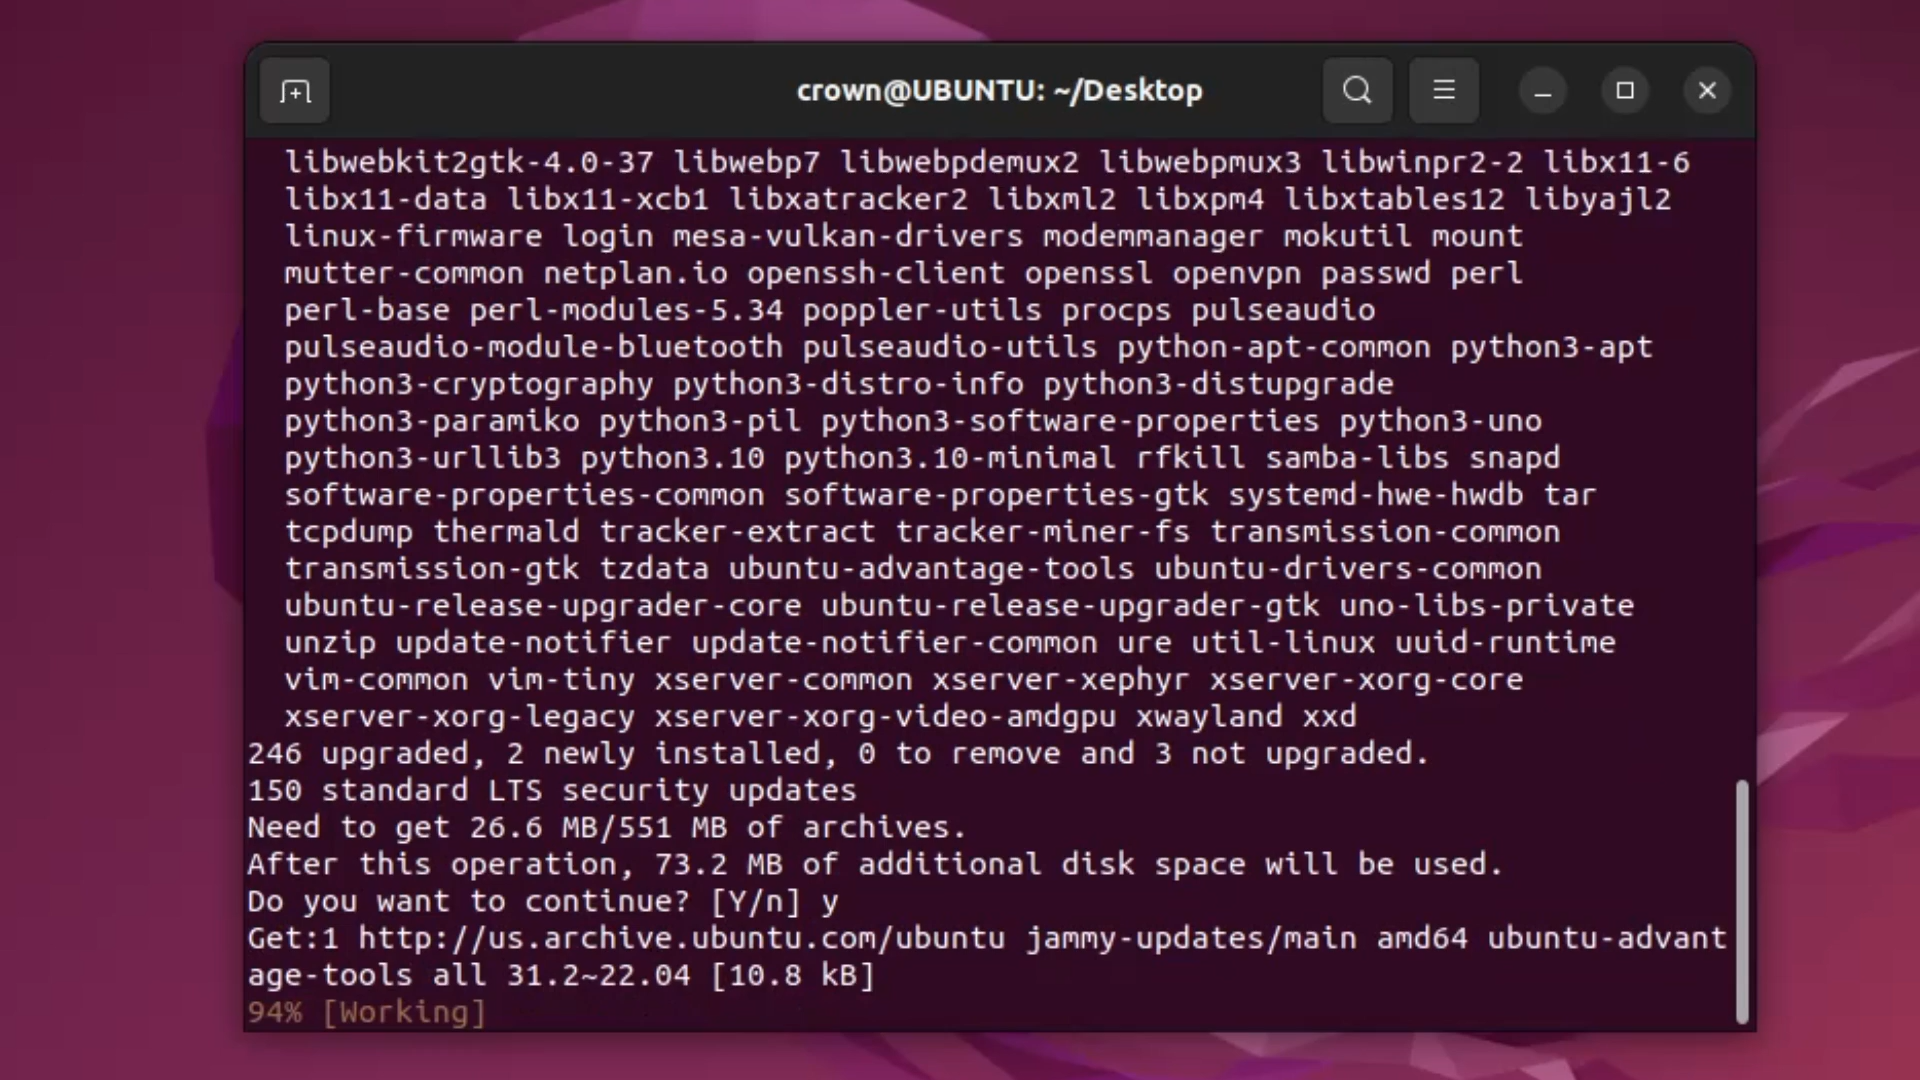 crown@UBUNTU: ~/Desktop
libwebkit2gtk-4.0-37 libwebp7 libwebpdemux2 libwebpmux3 libwinpr2-2 libx11-6
libx11-data libx11-xcb1 libxatracker2 libxml2 libxpm4 libxtables12 libyajl2
linux-firmware login mesa-vulkan-drivers modemmanager mokutil mount
mutter-common netplan.io openssh-client openssl openvpn passwd perl
perl-base perl-modules-5.34 poppler-utils procps pulseaudio
pulseaudio-module-bluetooth pulseaudio-utils python-apt-common python3-apt
python3-cryptography python3-distro-info python3-distupgrade
python3-paramiko python3-pil python3-software-properties python3-uno
python3-urllib3 python3.10 python3.10-minimal rfkill samba-libs snapd
software-properties-common software-properties-gtk systemd-hwe-hwdb tar
tcpdump thermald tracker-extract tracker-miner-fs transmission-common
transmission-gtk tzdata ubuntu-advantage-tools ubuntu-drivers-common
ubuntu-release-upgrader-core ubuntu-release-upgrader-gtk uno-libs-private
unzip update-notifier update-notifier-common ure util-linux uuid-runtime
vim-common vim-tiny xserver-common xserver-xephyr xserver-xorg-core
xserver-xorg-legacy xserver-xorg-video-amdgpu xwayland xxd
246 upgraded, 2 newly installed, 0 to remove and 3 not upgraded.
150 standard LTS security updates
Need to get 26.6 MB/551 MB of archives.
After this operation, 73.2 MB of additional disk space will be used.
Do you want to continue? [Y/n] y
Get:1 http://us.archive.ubuntu.com/ubuntu jammy-updates/main amd64 ubuntu-advant
age-tools all 31.2~22.04 [10.8 kB]
94% [Working]